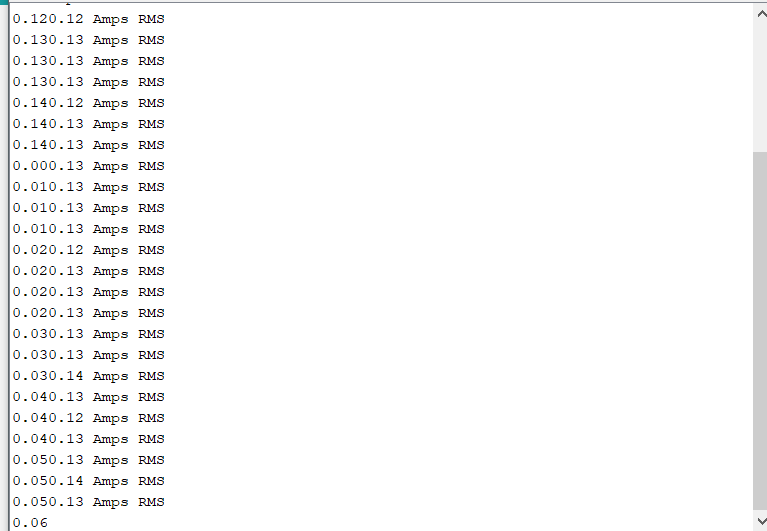 0.120.12 Amps RMS
0.130.13 Amps RMS
0.130.13 Amps RMS
0.130.13 Amps RMS
0.140.12 Amps RMS
0.140.13 Amps RMS
0.140.13 Amps RMS
0.000.13 Amps RMS
0.010.13 Amps RMS
0.010.13 Amps RMS
0.010.13 Amps RMS
0.020.12 Amps RMS
0.020.13 Amps RMS
0.020.13 Amps RMS
0.020.13 Amps RMS
0.030.13 Amps RMS
0.030.13 Amps RMS
0.030.14 Amps RMS
0.040.13 Amps RMS
0.040.12 Amps RMS
0.040.13 Amps RMS
0.050.13 Amps RMS
0.050.14 Amps RMS
0.050.13 Amps RMS
0.06